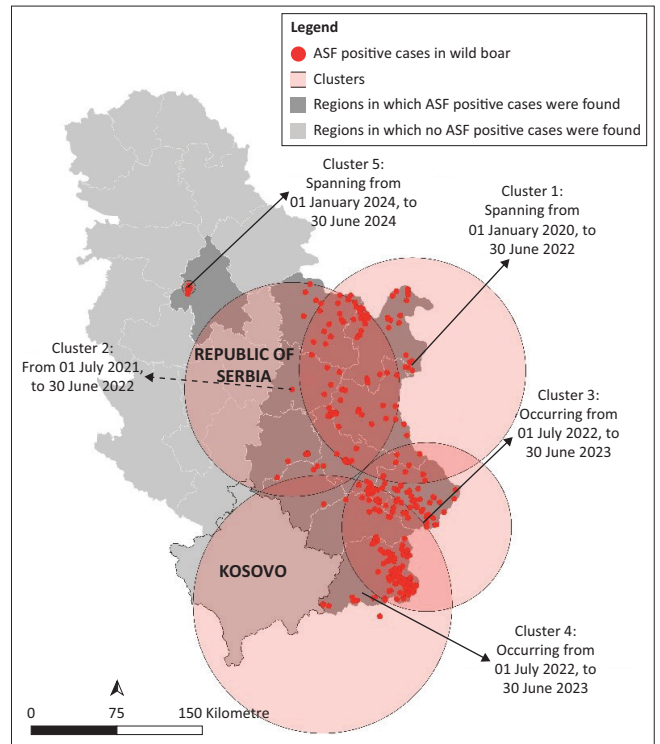 Legend
ASF positive cases in wild boar
Clusters
Regions in which ASF positive cases were found
Regions in which no ASF positive cases were found
Cluster 5:
Spanning from
01 January 2024, to
30 June 2024
Cluster 1:
Spanning from
01 January 2020, to
30 June 2022
Cluster 2:
From 01 July 2021,
to 30 June 2022
REPUBLIC OF
SERBIA
Cluster 3:
Occurring from
01 July 2022, to
30 June 2023
KOSOVO
Cluster 4:
Occurring from
01 July 2022, to
30 June 2023
0 75 150 Kilometre